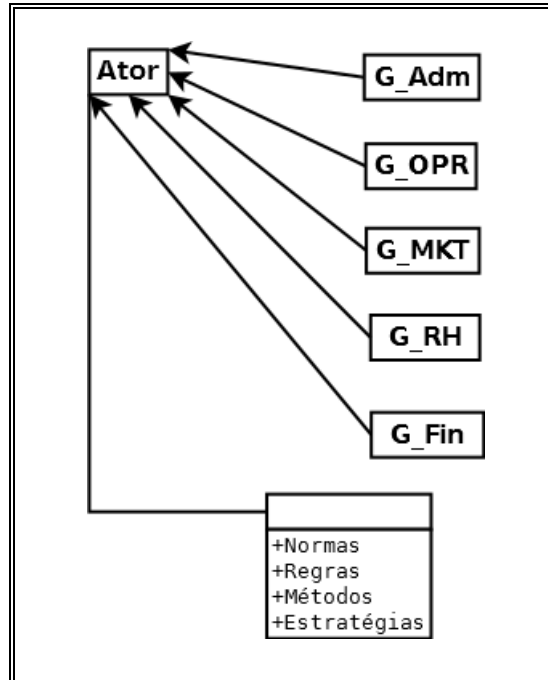 Ator
G_Adm
G_OPR
G_MKT
G_RH
G_Fin
+Normas
+Regras
+Métodos
+Estratégias